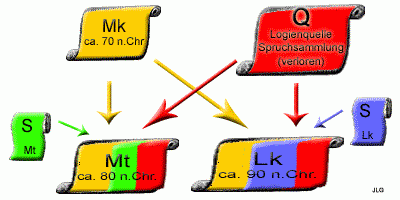 Mk
ca. 70 n.Chr
Q
Logienquelle
Spruchsammlung
(verloren)
S
Mt
S
Lk
Mt
ca. 80 n.Chr.
Lk
ca. 90 n.Chr.
JLG